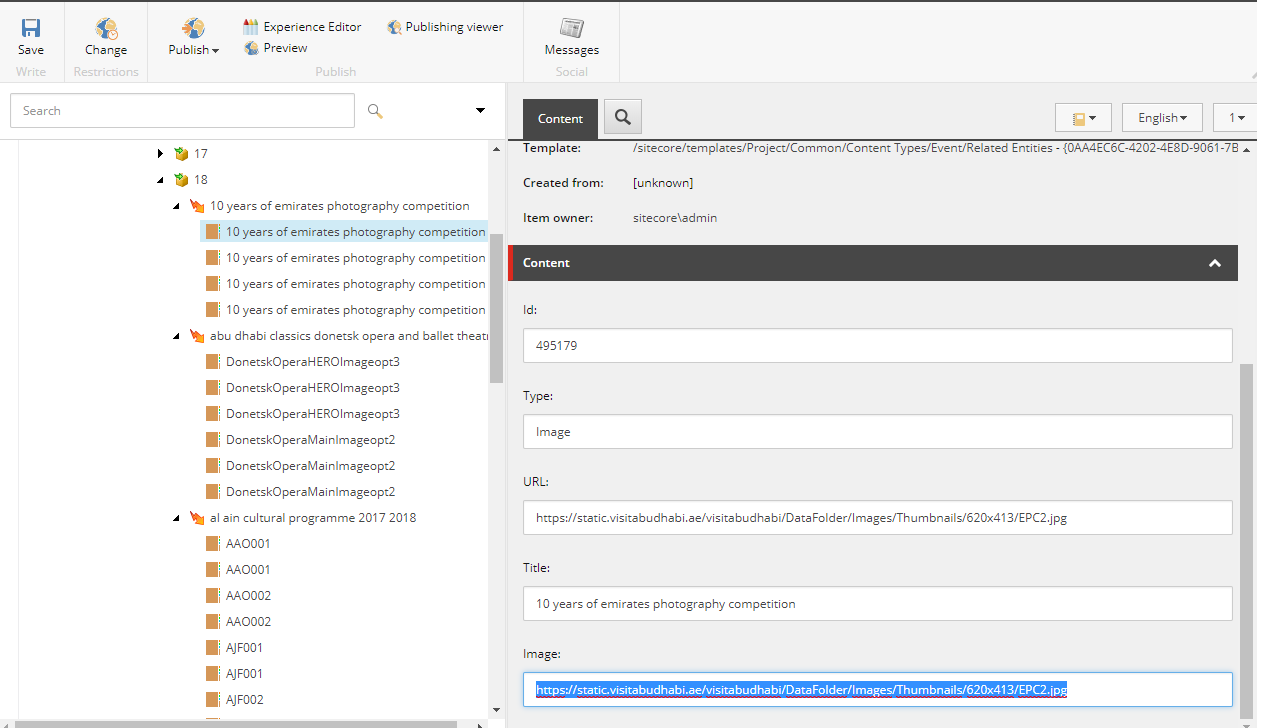 Save
Write
Change
Restrictions
Publish
Experience Editor
Preview
Publishing viewer
Publish
Messages
Social
Search
Content
English
1
17
18
10 years of emirates photography competition
10 years of emirates photography competition
10 years of emirates photography competition
10 years of emirates photography competition
10 years of emirates photography competition
abu dhabi classics donetsk opera and ballet theatr
DonetskOperaHEROImageopt3
DonetskOperaHEROImageopt3
DonetskOperaHEROImageopt3
DonetskOperaMainImageopt2
DonetskOperaMainImageopt2
DonetskOperaMainImageopt2
al ain cultural programme 2017 2018
AAO001
AAO001
AAO002
AAO002
AJF001
AJF001
AJF002
Template: /sitecore/templates/Project/Common/Content Types/Event/Related Entities - {0AA4EC6C-4202-4E8D-9061-7B
Created from: [unknown]
Item owner: sitecore\admin
Content
Id:
495179
Type:
Image
URL:
https://static.visitabudhabi.ae/visitabudhabi/DataFolder/Images/Thumbnails/620x413/EPC2.jpg
Title:
10 years of emirates photography competition
Image:
https://static.visitabudhabi.ae/visitabudhabi/DataFolder/Images/Thumbnails/620x413/EPC2.jpg